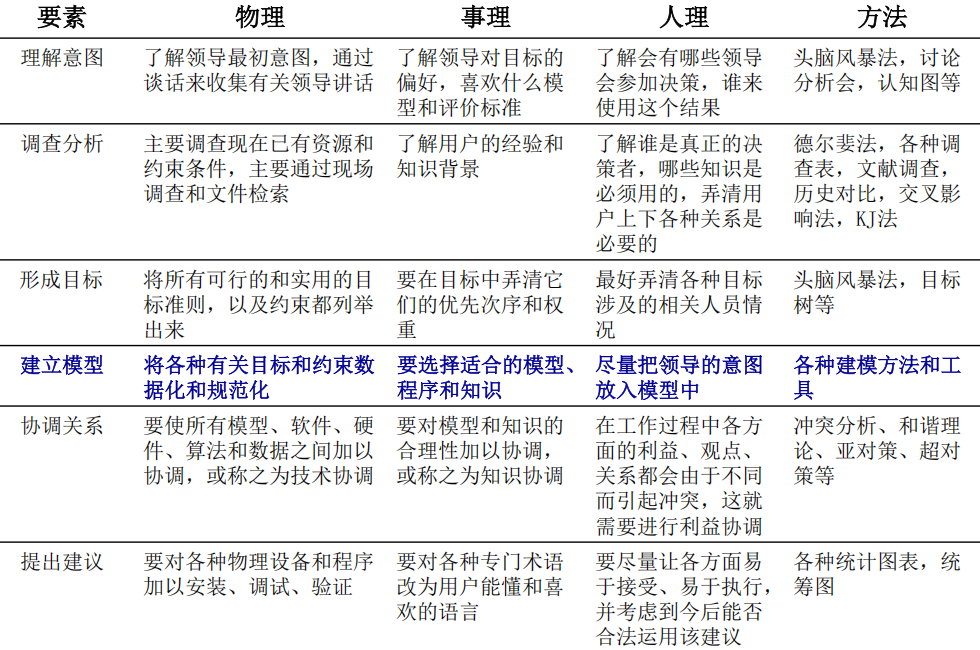 要素 物理 事理 人理 方法
理解意图
了解领导最初意图，通过
谈话来收集有关领导讲话
了解领导对目标的
偏好，喜欢什么模
型和评价标准
了解会有哪些领导
会参加决策，谁来
使用这个结果
头脑风暴法，讨论
分析会，认知图等
调查分析
主要调查现在已有资源和
约束条件，主要通过现场
调查和文件检索
了解用户的经验和
知识背景
了解谁是真正的决
策者，哪些知识是
必须用的，弄清用
户上下各种关系是
必要的
德尔斐法，各种调
查表，文献调查，
历史对比，交叉影
响法，KJ法
形成目标
将所有可行的和实用的目
标准则，以及约束都列举
出来
要在目标中弄清它
们的优先次序和权
重
最好弄清各种目标
涉及的相关人员情
况
头脑风暴法，目标
树等
建立模型
将各种有关目标和约束数
据化和规范化
要选择适合的模型、
程序和知识
尽量把领导的意图
放入模型中
各种建模方法和工
具
协调关系
要使所有模型、软件、硬
件、算法和数据之间加以
协调，或称之为技术协调
要对模型和知识的
合理性加以协调，
或称之为知识协调
在工作过程中各方
面的利益、观点、
关系都会由于不同
而引起冲突，这就
需要进行利益协调
冲突分析、和谐理
论、亚对策、超对
策等
提出建议
要对各种物理设备和程序
加以安装、调试、验证
要对各种专门术语
改为用户能懂和喜
欢的语言
要尽量让各方面易
于接受、易于执行，
并考虑到今后能否
合法运用该建议
各种统计图表，统
筹图